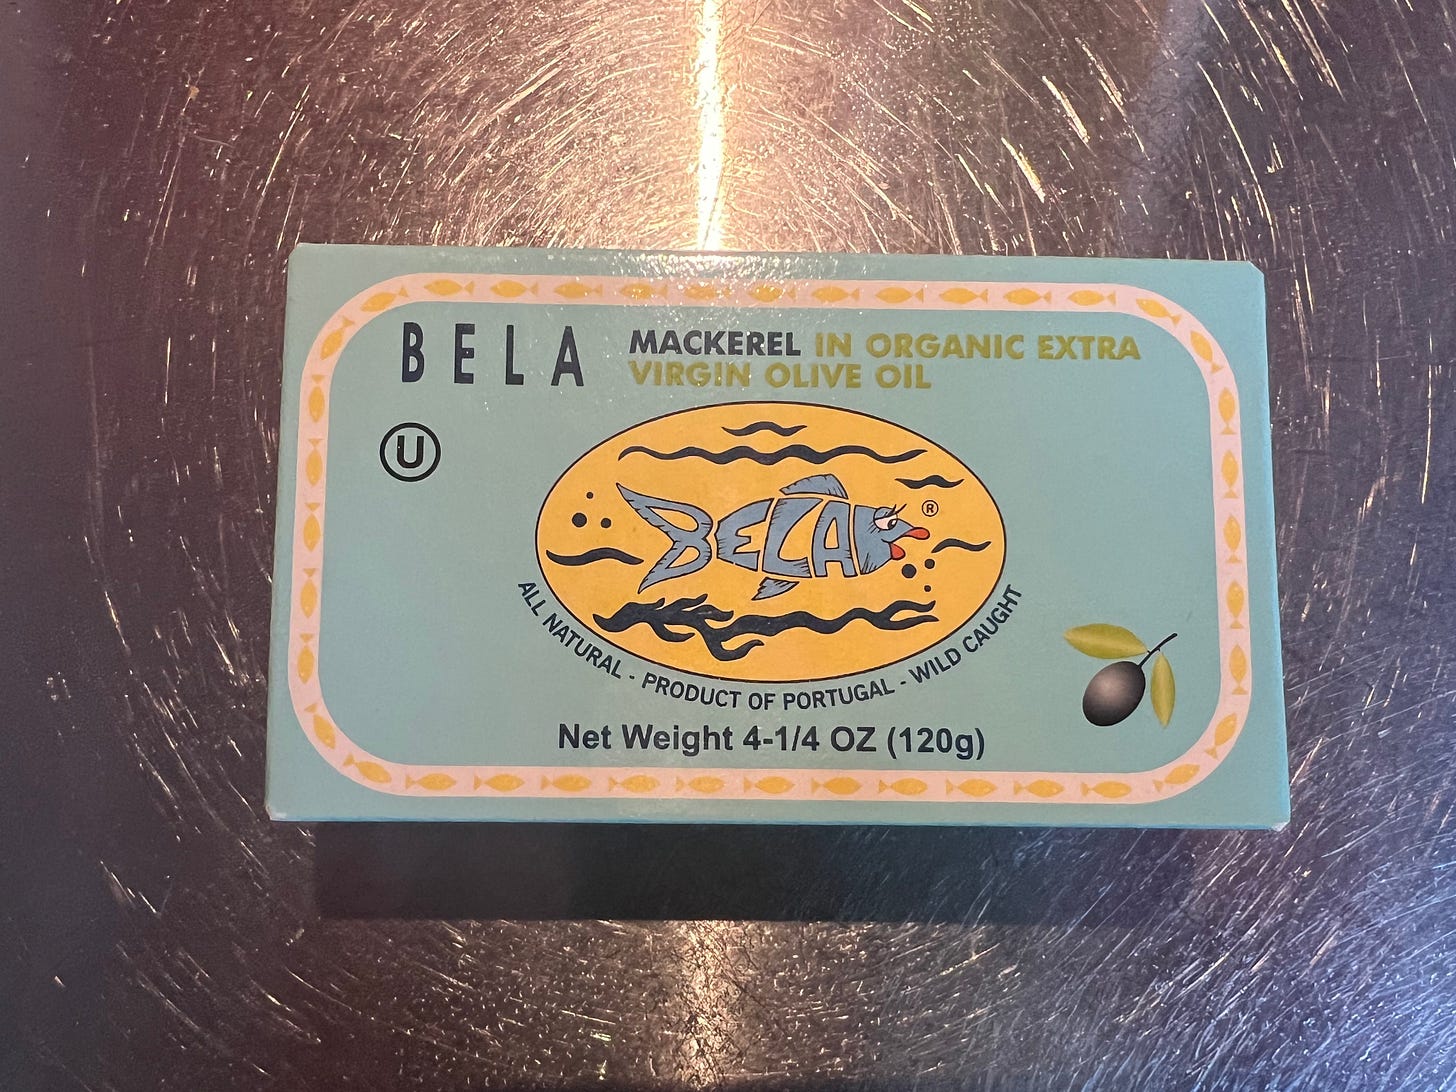 BELA
MACKEREL IN ORGANIC EXTRA
VIRGIN OLIVE OIL
U
BELA ®
ALL NATURAL - PRODUCT OF PORTUGAL - WILD CAUGHT
Net Weight 4-1/4 OZ (120g)